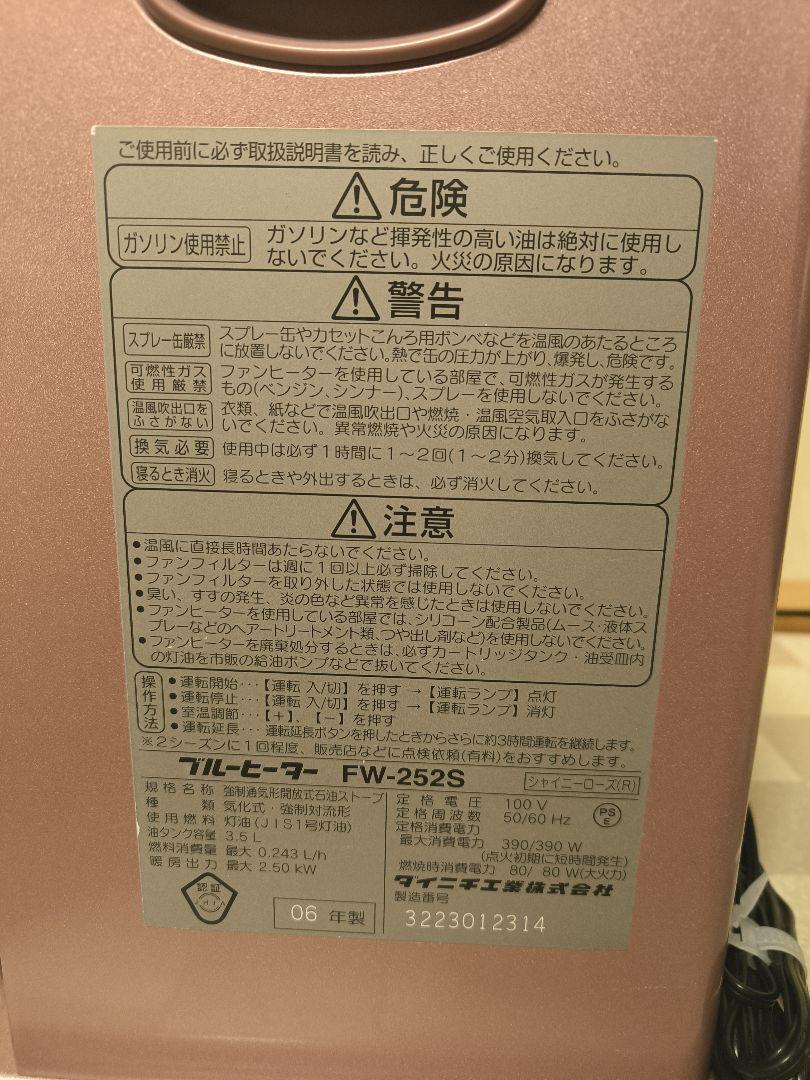 ご使用前に必ず取扱説明書を読み、正しくご使用ください。
危険
ガソリン使用禁止
ガソリンなど揮発性の高い油は絶対に使用し
ないでください。火災の原因になります。
警告
スプレー缶厳禁
スプレー缶やカセットこんろ用ボンベなどを温風のあたるところ
に放置しないでください。熱で缶の圧力が上がり、爆発し、危険です。
可燃性ガス
使用厳禁
ファンヒーターを使用している部屋で、可燃性ガスが発生する
もの(ベンジン、シンナー)、スプレーを使用しないでください。
温風吹出口を
ふさがない
衣類、紙などで温風吹出口や燃焼・温風空気取入口をふさがな
いでください。異常燃焼や火災の原因になります。
換気必要
使用中は必ず1時間に1〜2回(1〜2分)換気してください。
寝るとき消火
寝るときや外出するときは、必ず消火してください。
注意
●温風に直接長時間あたらないでください。
●ファンフィルターは週に1回以上必ず掃除してください。
●ファンフィルターを取り外した状態では使用しないでください。
●臭い、すすの発生、炎の色など異常を感じたときは使用しないでください。
●ファンヒーターを使用している部屋では、シリコーン配合製品(ムース・液体ス
プレーなどのヘアートリートメント類、つや出し剤など)を使用しないでください。
●ファンヒーターを廃棄処分するときは、必ずカートリッジタンク・油受皿内
の灯油を市販の給油ポンプなどで抜いてください。
操作方法
●運転開始･･･【運転 入/切】を押す →【運転ランプ】点灯
●運転停止･･･【運転 入/切】を押す →【運転ランプ】消灯
●室温調節･･･【+】、【−】を押す
●運転延長･･･運転延長ボタンを押したときからさらに約3時間運転を継続します。
※2シーズンに1回程度、販売店などに点検依頼(有料)をおすすめします。
ブルーヒーター FW-252S
シャイニーローズ(R)
規格名称 強制通気形開放式石油ストーブ
種類 気化式・強制対流形
使用燃料 灯油(JIS1号灯油)
油タンク容量 3.5 L
燃料消費量 最大 0.243 L/h
暖房出力 最大 2.50 kW
認証
JHIA
06 年製
定格電圧 100 V
定格周波数 50/60 Hz
PS
E
定格消費電力
最大消費電力 390/390 W
(点火初期に短時間発生)
燃焼時消費電力 80/ 80 W(大火力)
ダイニチ工業株式会社
製造番号
3223012314